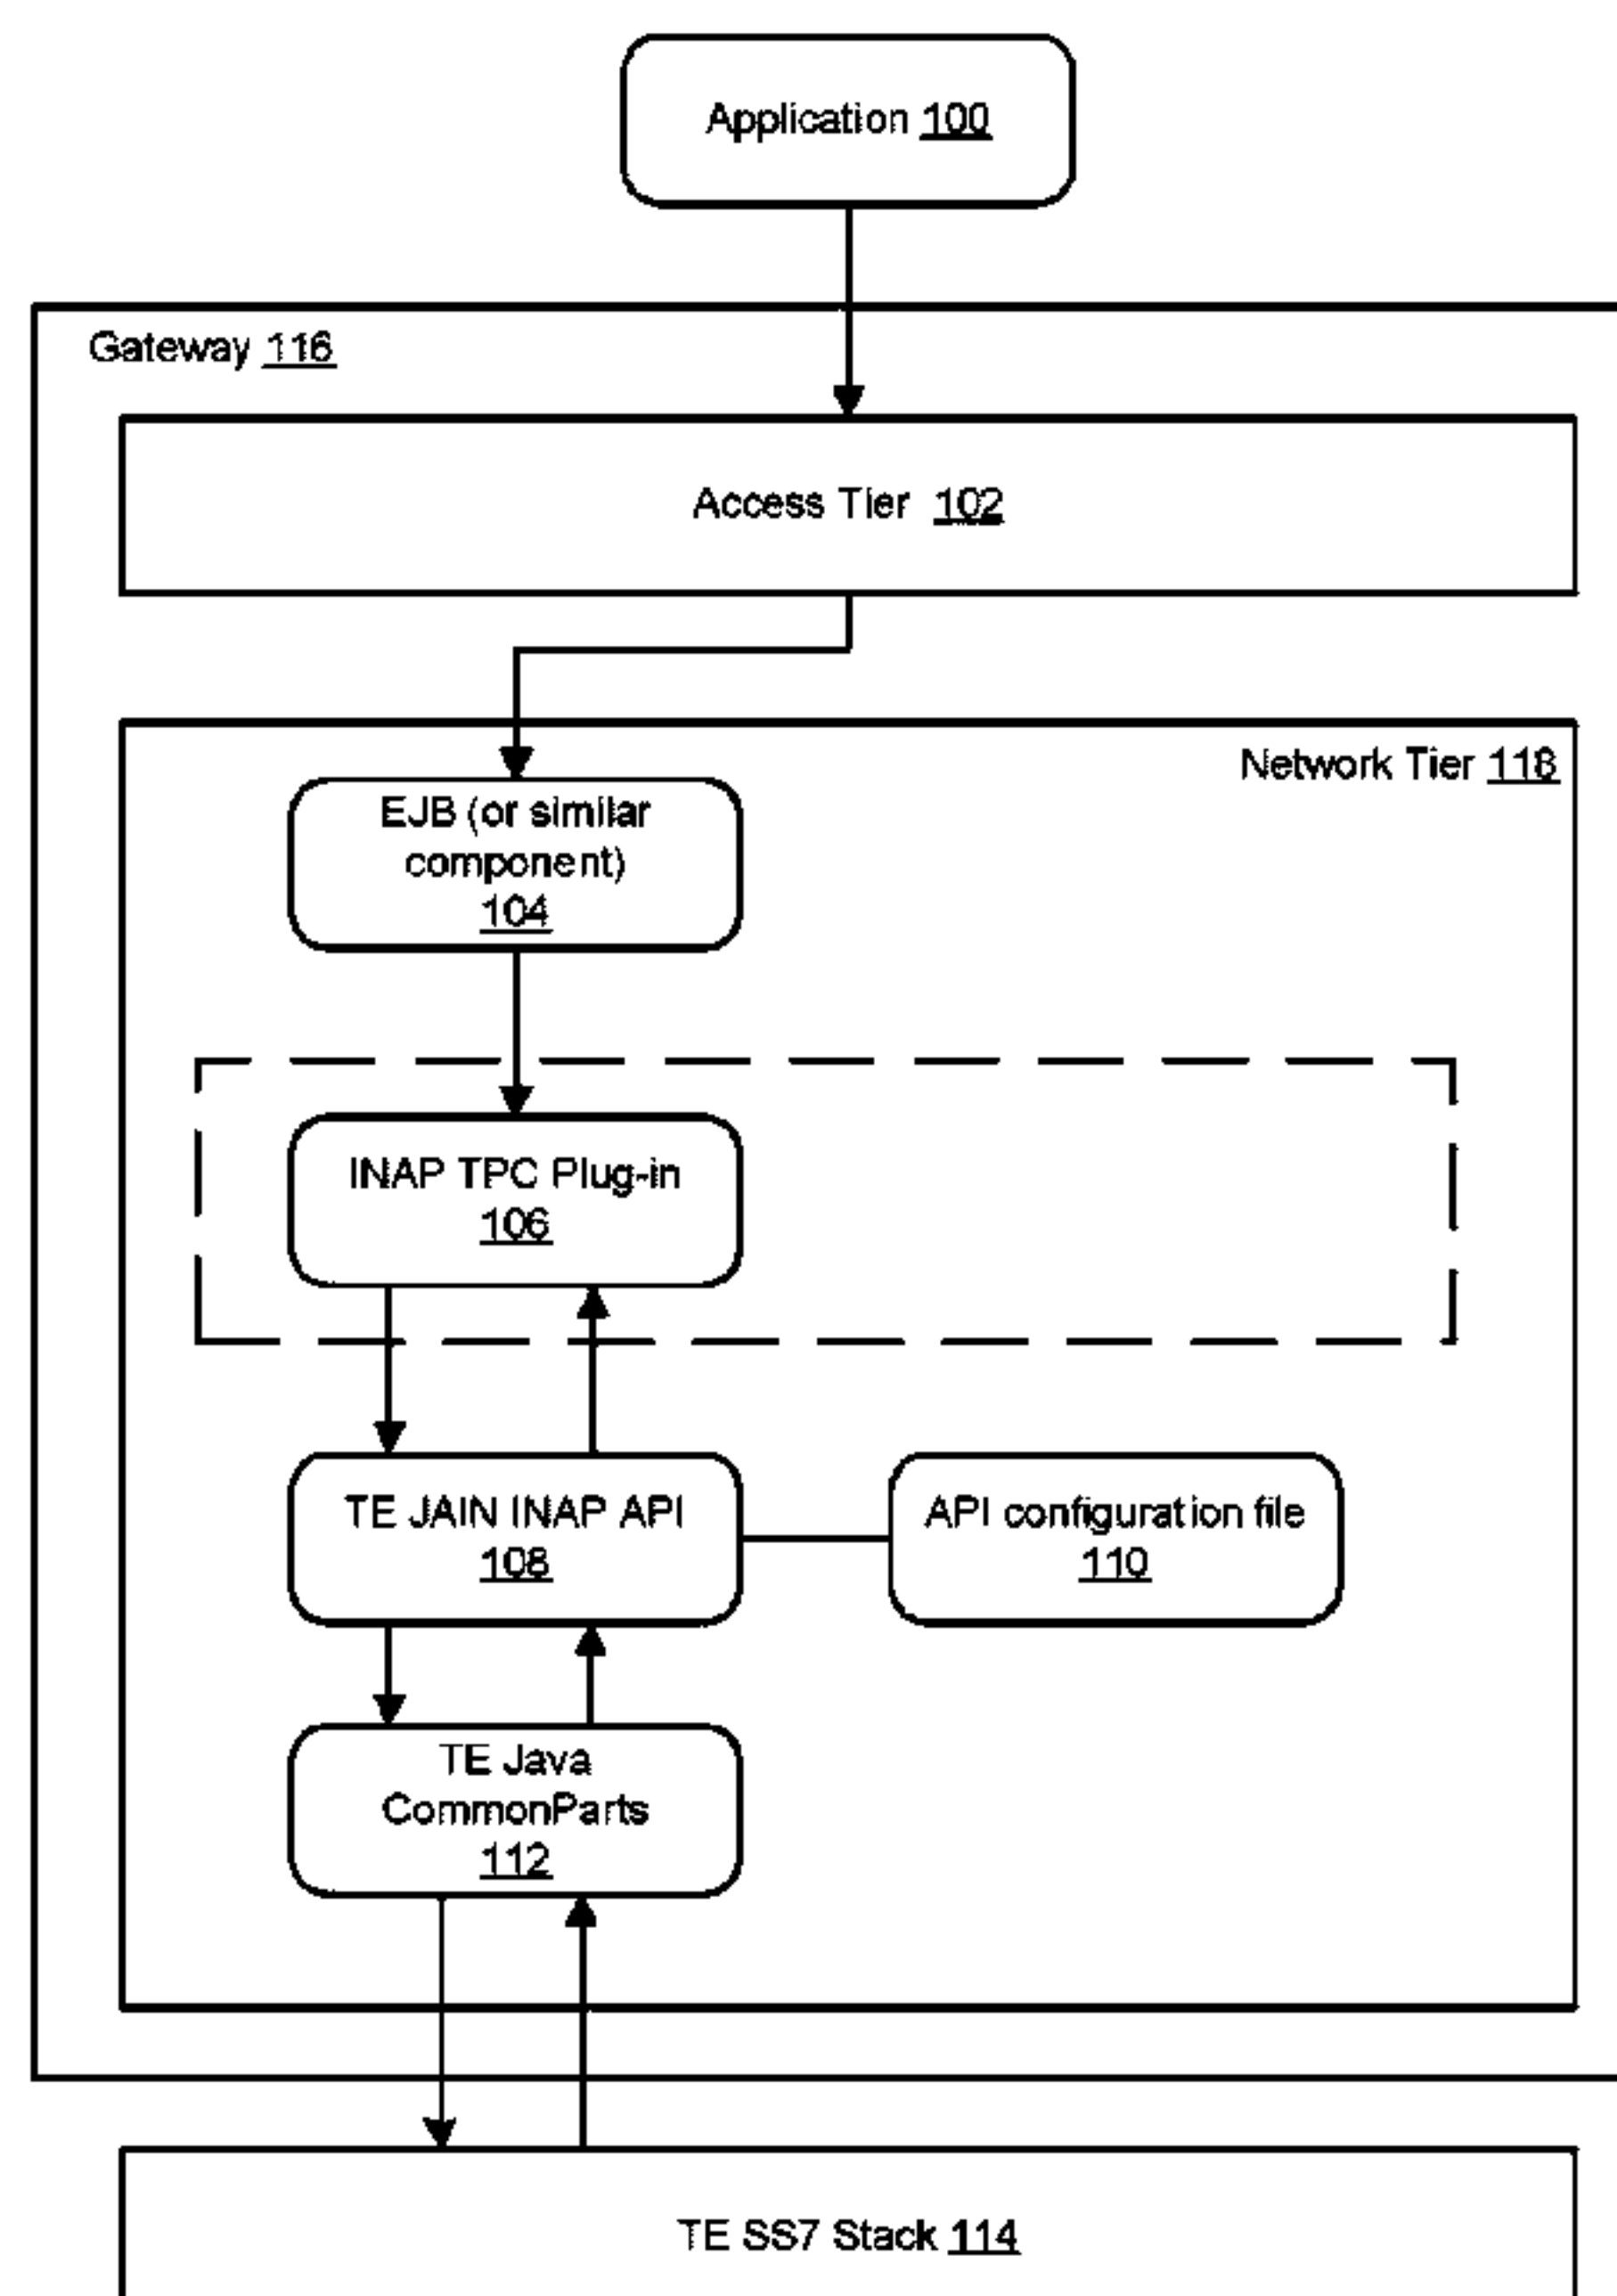 Application 100
Gateway 116
Access Tier 102
Network Tier 118
EJB (or similar
component)
104
INAP TPC Plug-in
106
TE JAIN INAP API
108
API configuration file
110
TE Java
CommonParts
112
TE SS7 Stack 114